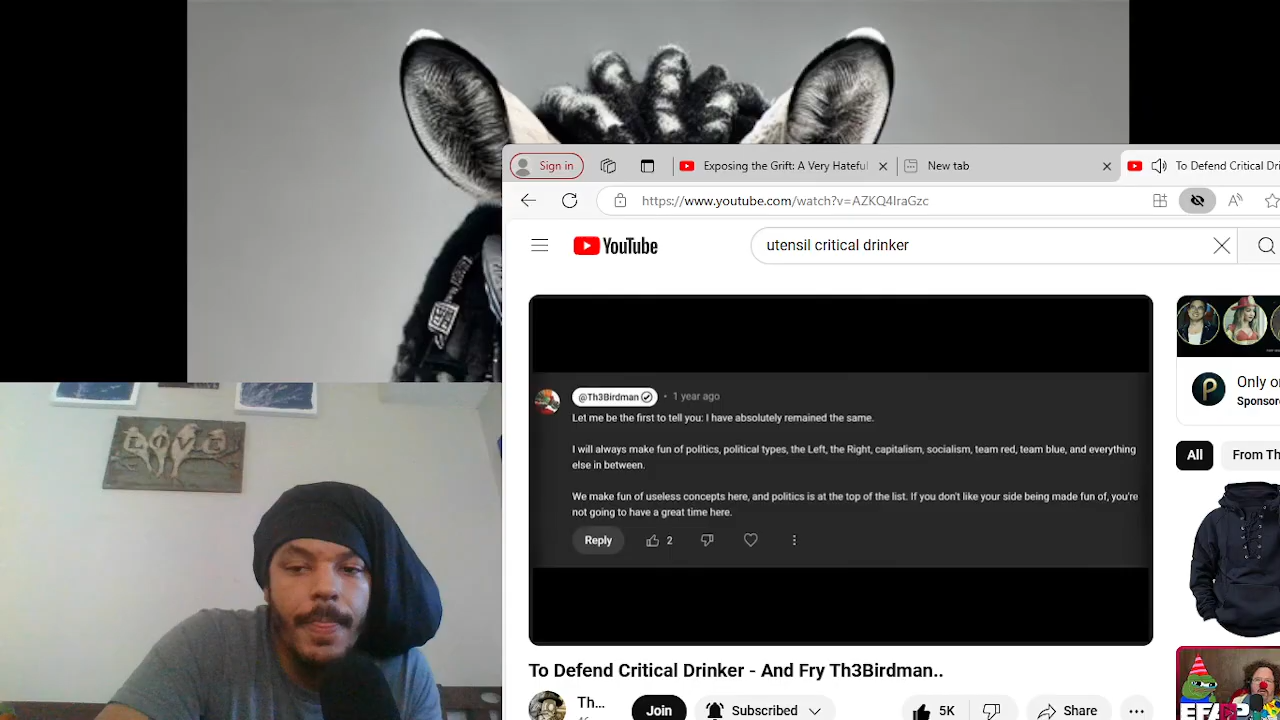 Sign in
Exposing the Grift: A Very Hateful
New tab
To Defend Critical Dri
https://www.youtube.com/watch?v=AZKQ4IraGzc
YouTube
utensil critical drinker
@Th3Birdman • 1 year ago
Let me be the first to tell you: I have absolutely remained the same.
I will always make fun of politics, political types, the Left, the Right, capitalism, socialism, team red, team blue, and everything
else in between.
We make fun of useless concepts here, and politics is at the top of the list. If you don't like your side being made fun of, you're
not going to have a great time here.
Reply
2
Only o
Sponsore
All
From Th
LOVE
To Defend Critical Drinker - And Fry Th3Birdman..
Th...
Join
Subscribed
5K
Share
EFAP